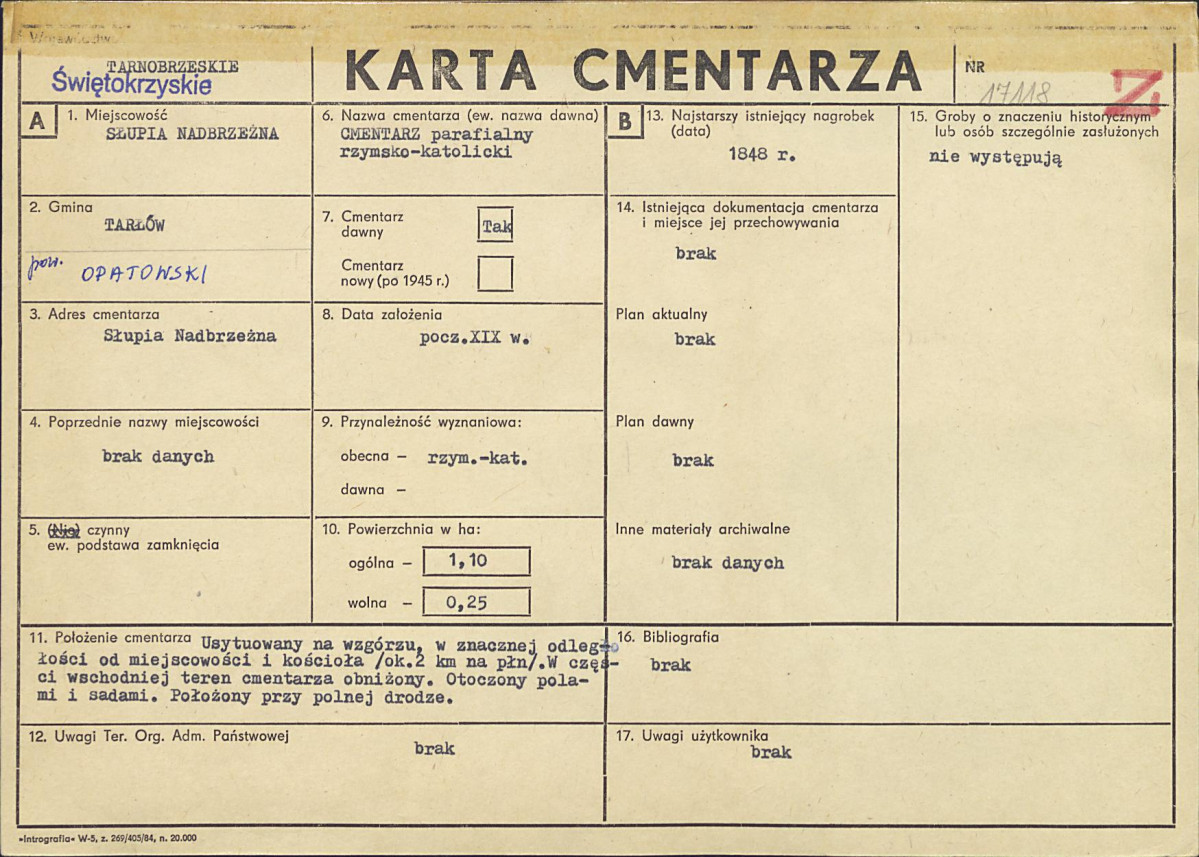 Województwo
TARNOBRZESKIE
Świętokrzyskie
KARTA CMENTARZA
NR
17118
Z
A
1. Miejscowość
SŁUPIA NADBRZEŻNA
2. Gmina
TARŁÓW
pow. OPATOWSKI
3. Adres cmentarza
Słupia Nadbrzeżna
4. Poprzednie nazwy miejscowości
brak danych
5. (Nie) czynny
ew. podstawa zamknięcia
6. Nazwa cmentarza (ew. nazwa dawna)
CMENTARZ parafialny
rzymsko-katolicki
7. Cmentarz
dawny
Tak
Cmentarz
nowy (po 1945 r.)
8. Data założenia
pocz.XIX w.
9. Przynależność wyznaniowa:
obecna – rzym.-kat.
dawna –
10. Powierzchnia w ha:
ogólna – 1,10
wolna – 0,25
11. Położenie cmentarza Usytuowany na wzgórzu, w znacznej odleg-
łości od miejscowości i kościoła /ok.2 km na płn/.W częś-
ci wschodniej teren cmentarza obniżony. Otoczony pola-
mi i sadami. Położony przy polnej drodze.
12. Uwagi Ter. Org. Adm. Państwowej
brak
B
13. Najstarszy istniejący nagrobek
(data)
1848 r.
14. Istniejąca dokumentacja cmentarza
i miejsce jej przechowywania
brak
Plan aktualny
brak
Plan dawny
brak
Inne materiały archiwalne
brak danych
15. Groby o znaczeniu historycznym
lub osób szczególnie zasłużonych
nie występują
16. Bibliografia
brak
17. Uwagi użytkownika
brak
»Intrografia« W-5, z. 269/405/84, n. 20.000